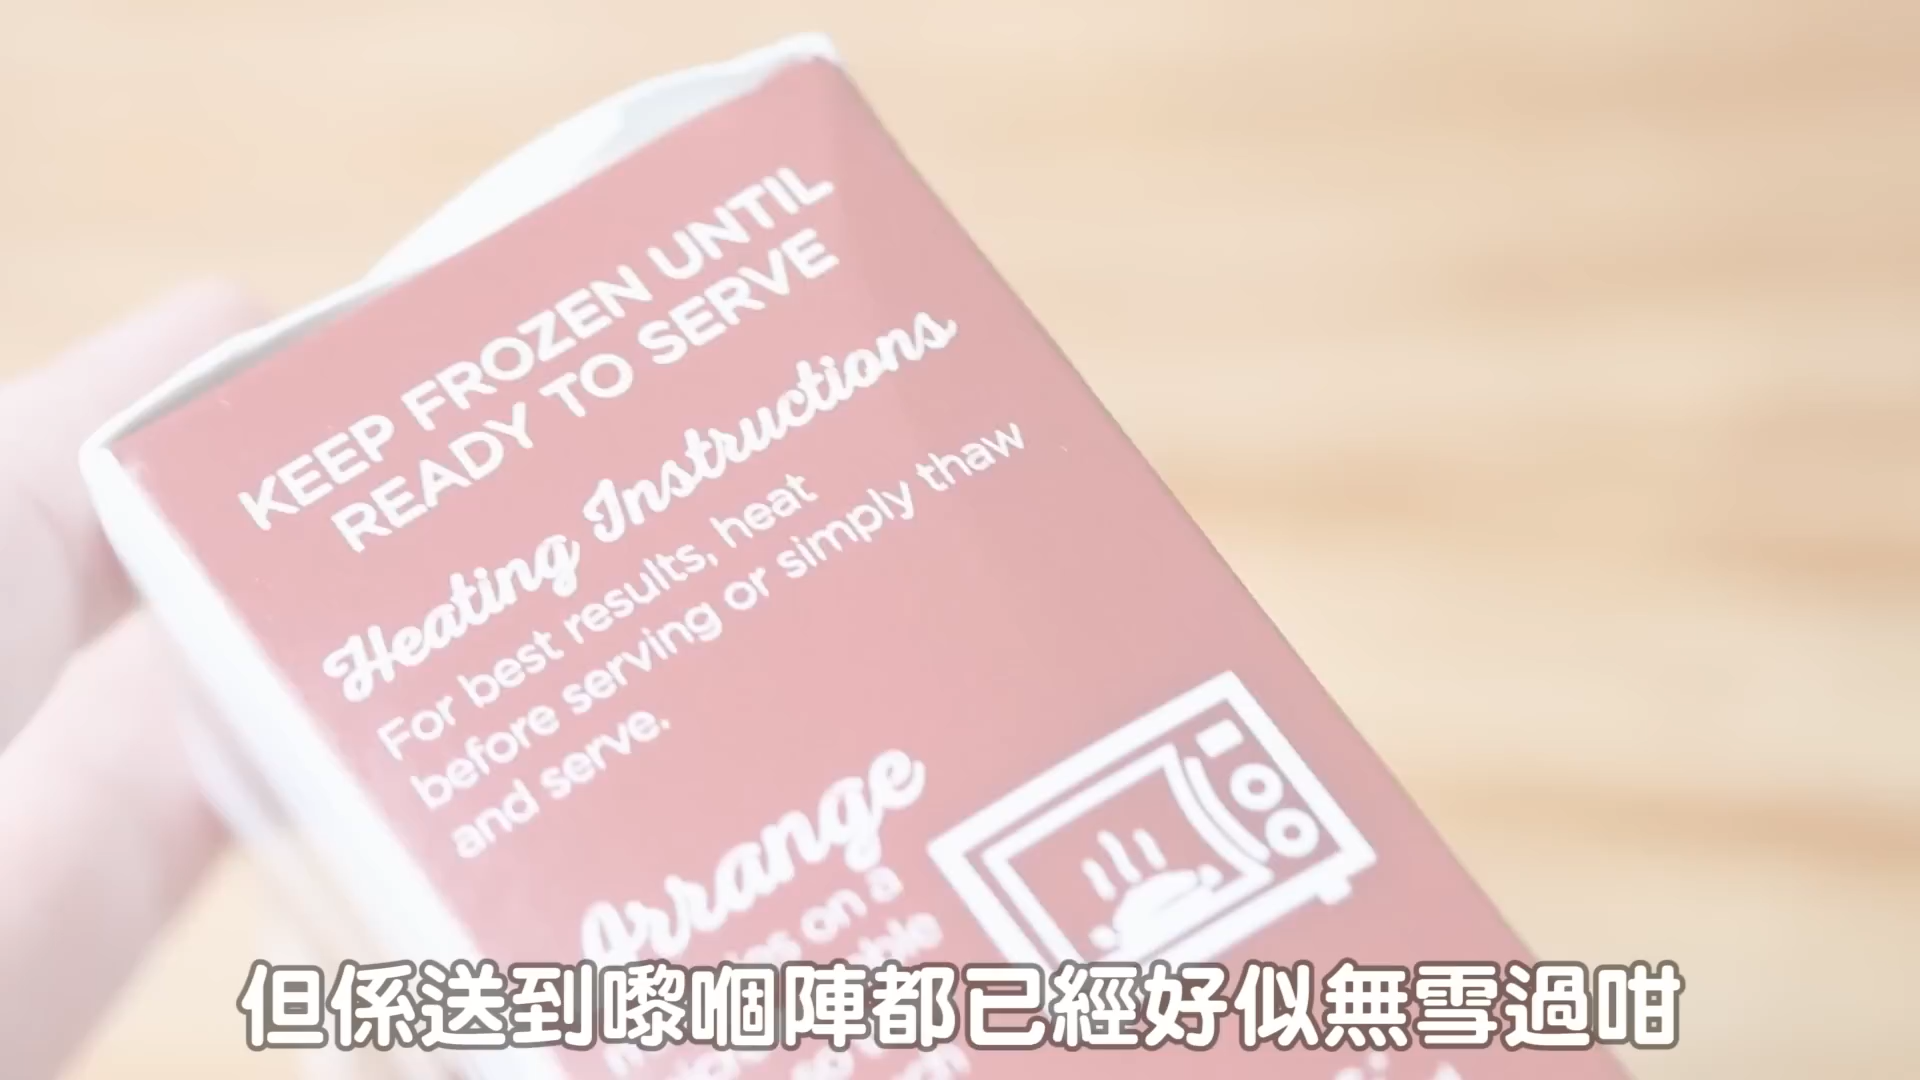 KEEP FROZEN UNTIL
READY TO SERVE
Heating Instructions
For best results, heat
before serving or simply thaw
and serve.
Arrange
on a
但係送到嚟嗰陣都已經好似無雪過咁